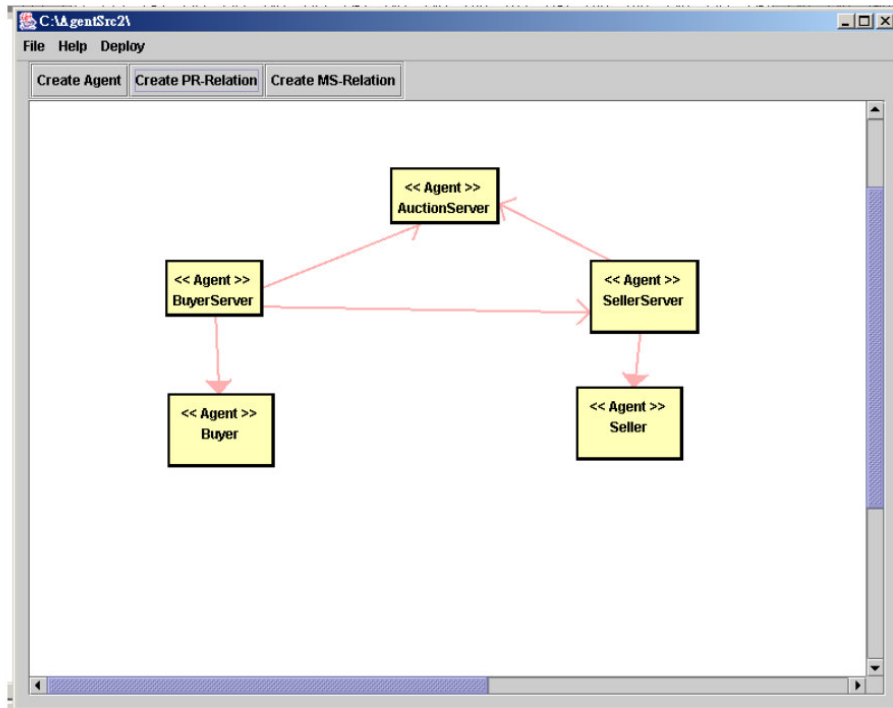 C:\AgentSrc2\
File Help Deploy
Create Agent Create PR-Relation Create MS-Relation
<< Agent >>
AuctionServer
<< Agent >>
BuyerServer
<< Agent >>
SellerServer
<< Agent >>
Buyer
<< Agent >>
Seller